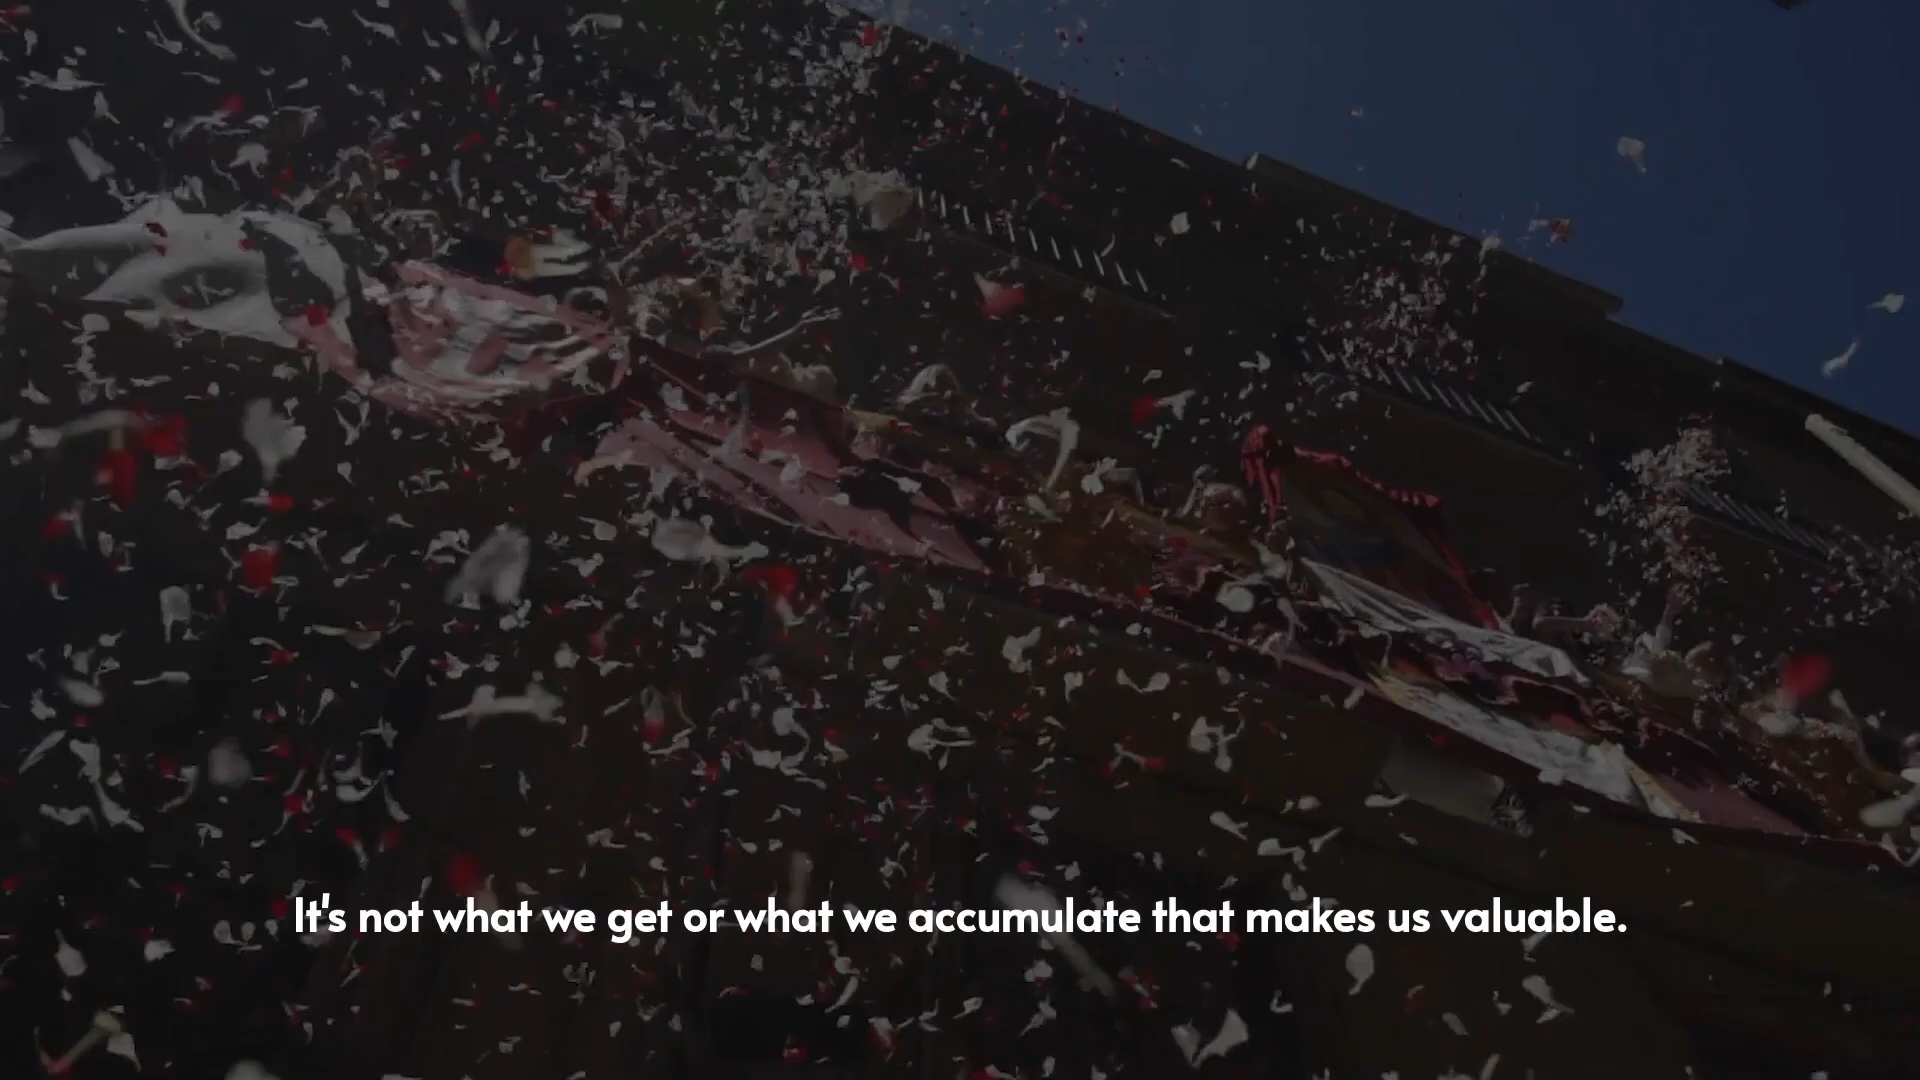 It's not what we get or what we accumulate that makes us valuable.